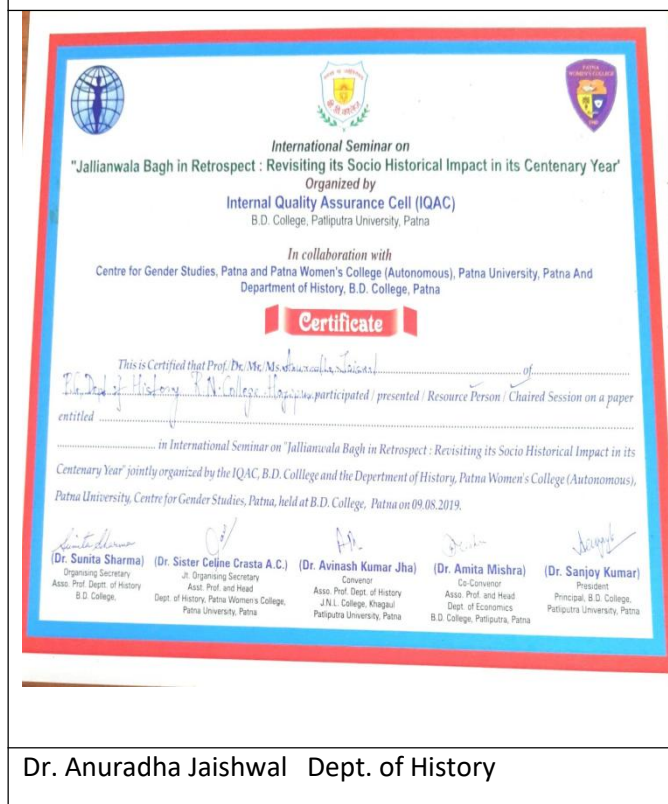 बी.डी. कॉलेज
PATNA
WOMEN'S COLLEGE
International Seminar on
"Jallianwala Bagh in Retrospect : Revisiting its Socio Historical Impact in its Centenary Year'
Organized by
Internal Quality Assurance Cell (IQAC)
B.D. College, Patliputra University, Patna
In collaboration with
Centre for Gender Studies, Patna and Patna Women's College (Autonomous), Patna University, Patna And
Department of History, B.D. College, Patna
Certificate
This is Certified that Prof./Dr./Mr./Ms. Jaiswal of
P.G. Dept. of History R.N. College Hajipur participated / presented / Resource Person / Chaired Session on a paper
entitled
in International Seminar on "Jallianwala Bagh in Retrospect : Revisiting its Socio Historical Impact in its
Centenary Year" jointly organized by the IQAC, B.D. Colllege and the Depertment of History, Patna Women's College (Autonomous),
Patna University, Centre for Gender Studies, Patna, held at B.D. College, Patna on 09.08.2019.
Sunita Sharma
(Dr. Sunita Sharma) (Dr. Sister Celine Crasta A.C.) (Dr. Avinash Kumar Jha) (Dr. Amita Mishra) (Dr. Sanjoy Kumar)
Organising Secretary Jt. Organising Secretary Convenor Co-Convenor President
Asso. Prof. Deptt. of History Asst. Prof. and Head Asso. Prof. Dept. of History Asso. Prof. and Head Principal, B.D. College,
B.D. College, Dept. of History, Patna Women's College, J.N.L. College, Khagaul Dept. of Economics Patliputra University, Patna
Patna University, Patna Patliputra University, Patna B.D. College, Patliputra, Patna
Dr. Anuradha Jaishwal Dept. of History